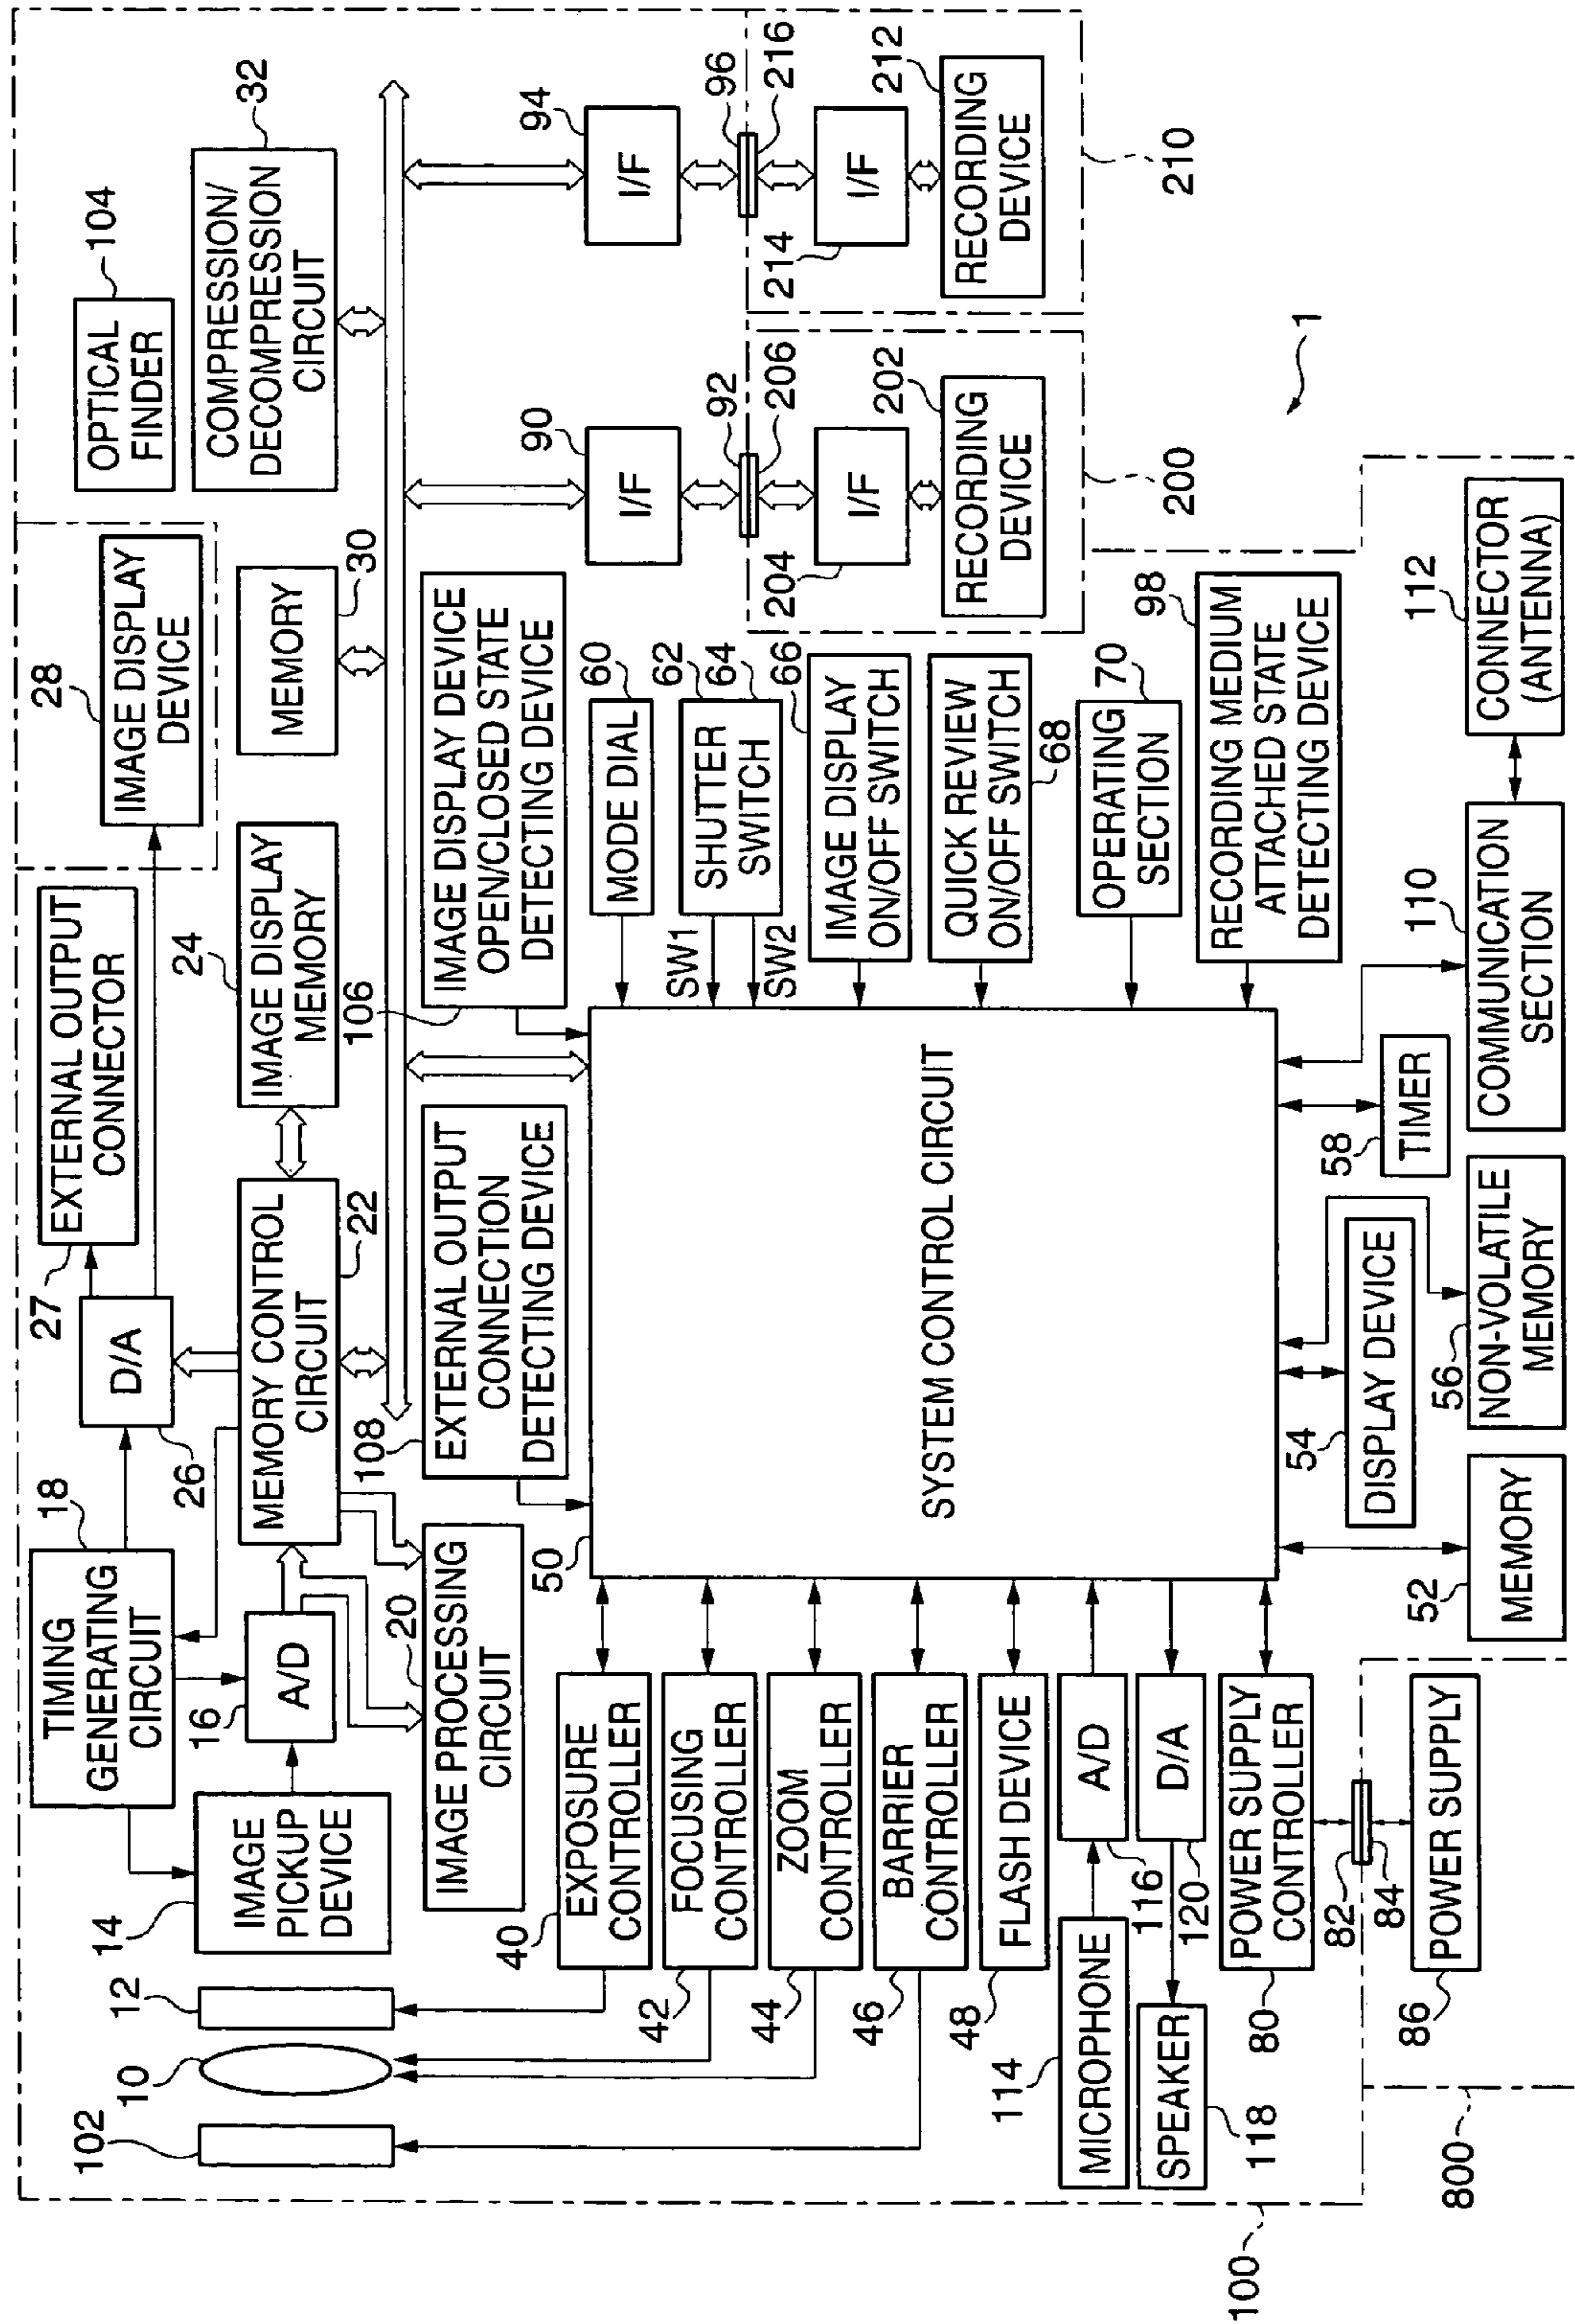 TIMING
GENERATING
CIRCUIT
18
27
EXTERNAL OUTPUT
CONNECTOR
28
IMAGE DISPLAY
DEVICE
OPTICAL
FINDER
104
14
IMAGE
PICKUP
DEVICE
16
A/D
26
D/A
24
IMAGE DISPLAY
MEMORY
MEMORY
30
COMPRESSION/
DECOMPRESSION
CIRCUIT
32
102
10
12
MEMORY CONTROL
CIRCUIT
22
20
IMAGE PROCESSING
CIRCUIT
108
EXTERNAL OUTPUT
CONNECTION
DETECTING DEVICE
106
IMAGE DISPLAY DEVICE
OPEN/CLOSED STATE
DETECTING DEVICE
90
I/F
94
I/F
92
206
96
216
204
I/F
214
I/F
202
RECORDING
DEVICE
212
RECORDING
DEVICE
200
210
1
40
EXPOSURE
CONTROLLER
42
FOCUSING
CONTROLLER
44
ZOOM
CONTROLLER
46
BARRIER
CONTROLLER
48
FLASH DEVICE
114
MICROPHONE
116
A/D
118
SPEAKER
120
D/A
80
POWER SUPPLY
CONTROLLER
82
84
86
POWER SUPPLY
50
SYSTEM CONTROL CIRCUIT
MODE DIAL
60
SW1
SW2
SHUTTER
SWITCH
62
64
IMAGE DISPLAY
ON/OFF SWITCH
66
QUICK REVIEW
ON/OFF SWITCH
68
OPERATING
SECTION
70
RECORDING MEDIUM
ATTACHED STATE
DETECTING DEVICE
98
52
MEMORY
54
DISPLAY DEVICE
56
NON-VOLATILE
MEMORY
58
TIMER
110
COMMUNICATION
SECTION
112
CONNECTOR
(ANTENNA)
100
800